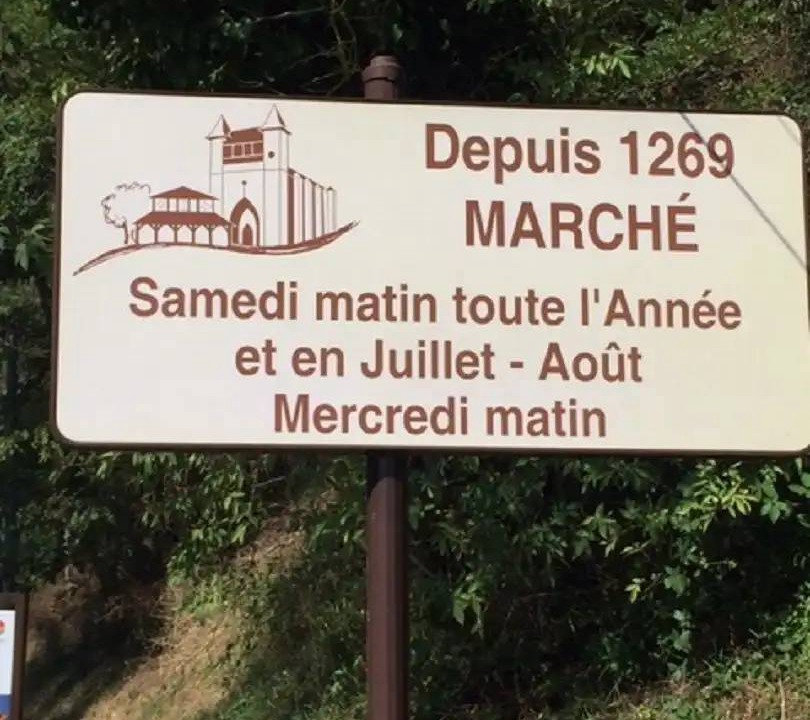 Depuis 1269
MARCHÉ
Samedi matin toute l'Année
et en Juillet - Août
Mercredi matin